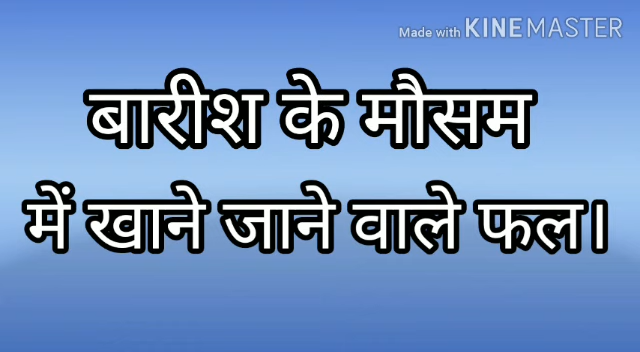 Made with KINEMASTER
बारीश के मौसम
में खाने जाने वाले फल।